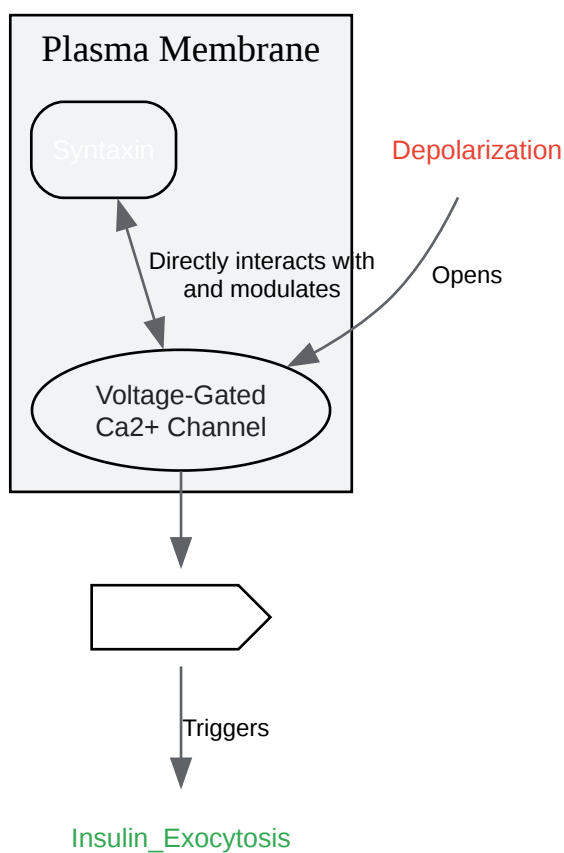 Plasma Membrane
Syntaxin
Depolarization
Directly interacts with
and modulates
Opens
Voltage-Gated
Ca2+ Channel
Triggers
Insulin_Exocytosis